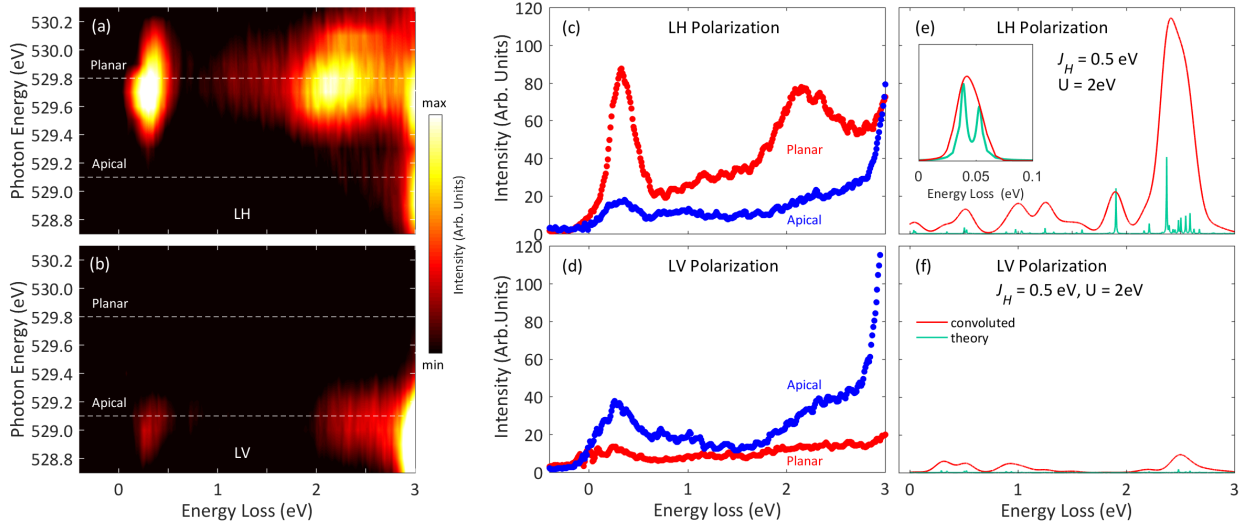 (a)
Photon Energy (eV)
530.2
530.0
529.8
529.6
529.4
529.2
529.0
528.8
Planar
Apical
LH
(b)
Photon Energy (eV)
530.2
530.0
529.8
529.6
529.4
529.2
529.0
528.8
Planar
Apical
LV
0 1 2 3
Energy Loss (eV)
max
Intensity (Arb. Units)
min
(c) LH Polarization
Intensity (Arb. Units)
120
100
80
60
40
20
0
Planar
Apical
(d) LV Polarization
Intensity (Arb.Units)
120
100
80
60
40
20
0
Apical
Planar
0 1 2 3
Energy loss (eV)
LH Polarization (e)
J_H = 0.5 eV
U = 2eV
0 0.05 0.1
Energy Loss (eV)
LV Polarization (f)
J_H = 0.5 eV, U = 2eV
convoluted
theory
0 1 2 3
Energy Loss (eV)